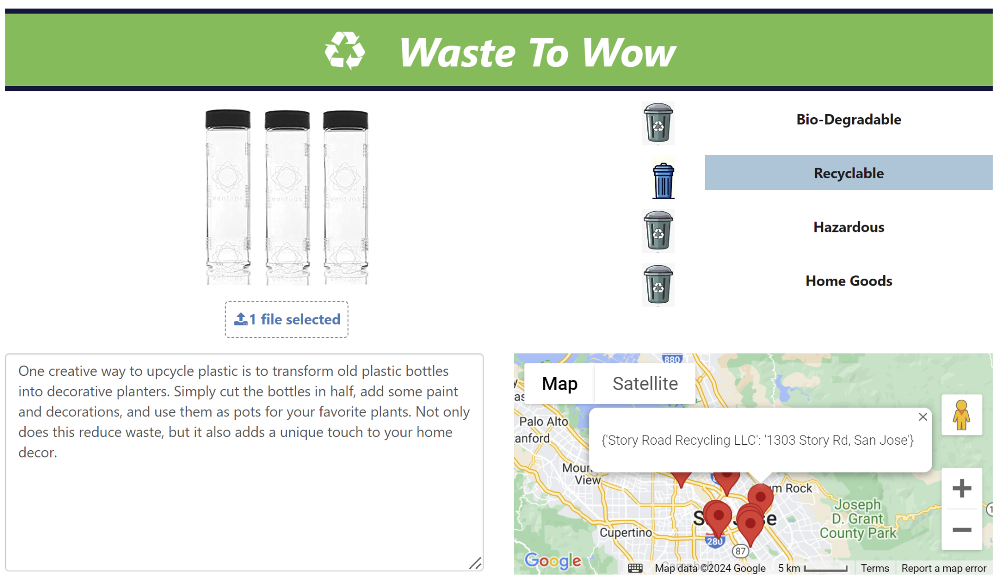 Waste To Wow
ventuos ventuos ventuos
ventuos ventuos ventuos
Bio-Degradable
Recyclable
Hazardous
Home Goods
1 file selected
One creative way to upcycle plastic is to transform old plastic bottles
into decorative planters. Simply cut the bottles in half, add some paint
and decorations, and use them as pots for your favorite plants. Not only
does this reduce waste, but it also adds a unique touch to your home
decor.
880
Map Satellite
Palo Alto
anford
{'Story Road Recycling LLC': '1303 Story Rd, San Jose'}
View
um Rock
Joseph
D. Grant
County Park
Cupertino
280
87
Google
Map data ©2024 Google 5 km Terms Report a map error